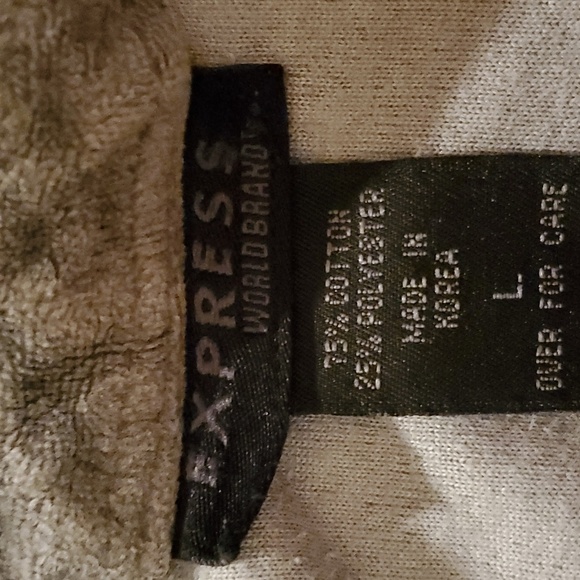 EXPRESS
WORLDBRAND
75% COTTON
25% POLYESTER
MADE IN
KOREA
L
OVER FOR CARE